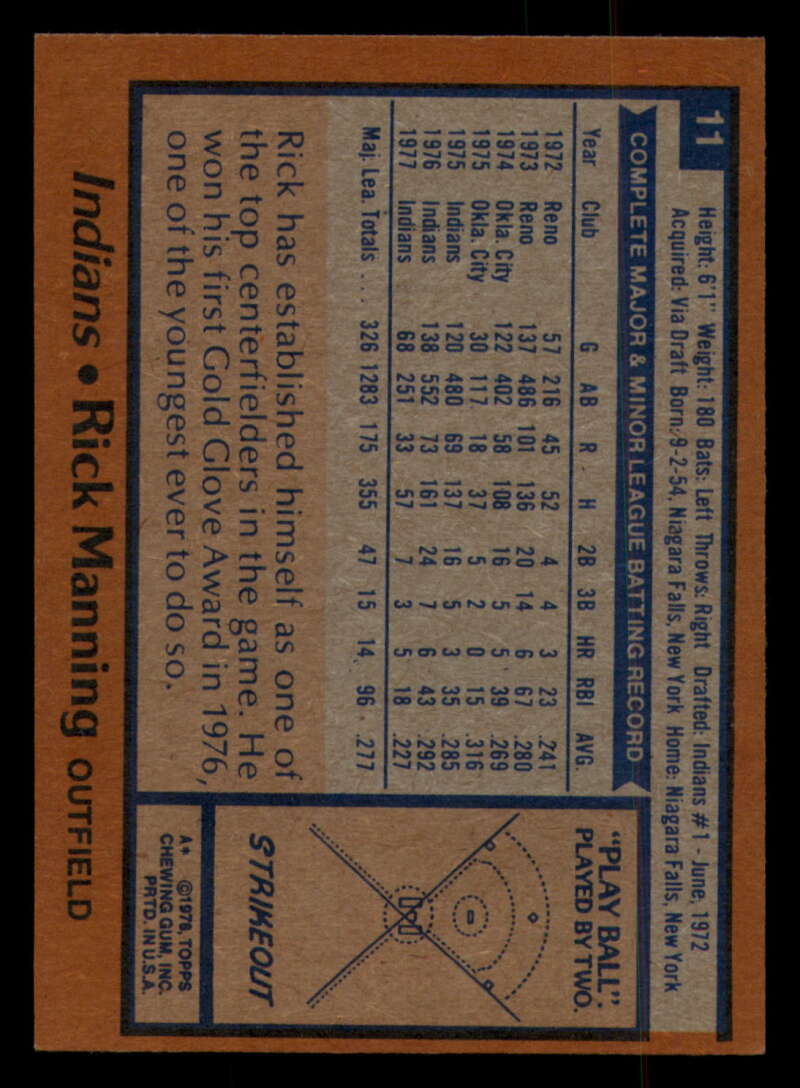 11
Height: 6'1" Weight: 180 Bats: Left Throws: Right Drafted: Indians #1 - June, 1972
Acquired: Via Draft Born: 9-2-54, Niagara Falls, New York Home: Niagara Falls, New York
COMPLETE MAJOR & MINOR LEAGUE BATTING RECORD
Year Club G AB R H 2B 3B HR RBI AVG.
1972 Reno 57 216 45 52 4 4 3 23 .241
1973 Reno 137 486 101 136 20 14 6 67 .280
1974 Okla. City 122 402 58 108 16 5 5 39 .269
1975 Okla. City 30 117 18 37 5 2 0 15 .316
1975 Indians 120 480 69 137 16 5 3 35 .285
1976 Indians 138 552 73 161 24 7 6 43 .292
1977 Indians 68 251 33 57 7 3 5 18 .227
Maj. Lea. Totals ... 326 1283 175 355 47 15 14 96 .277
Rick has established himself as one of
the top centerfielders in the game. He
won his first Gold Glove Award in 1976,
one of the youngest ever to do so.
"PLAY BALL"
PLAYED BY TWO.
STRIKEOUT
A* ©1978, TOPPS
CHEWING GUM, INC.
PRTD. IN U.S.A.
Indians • Rick Manning OUTFIELD